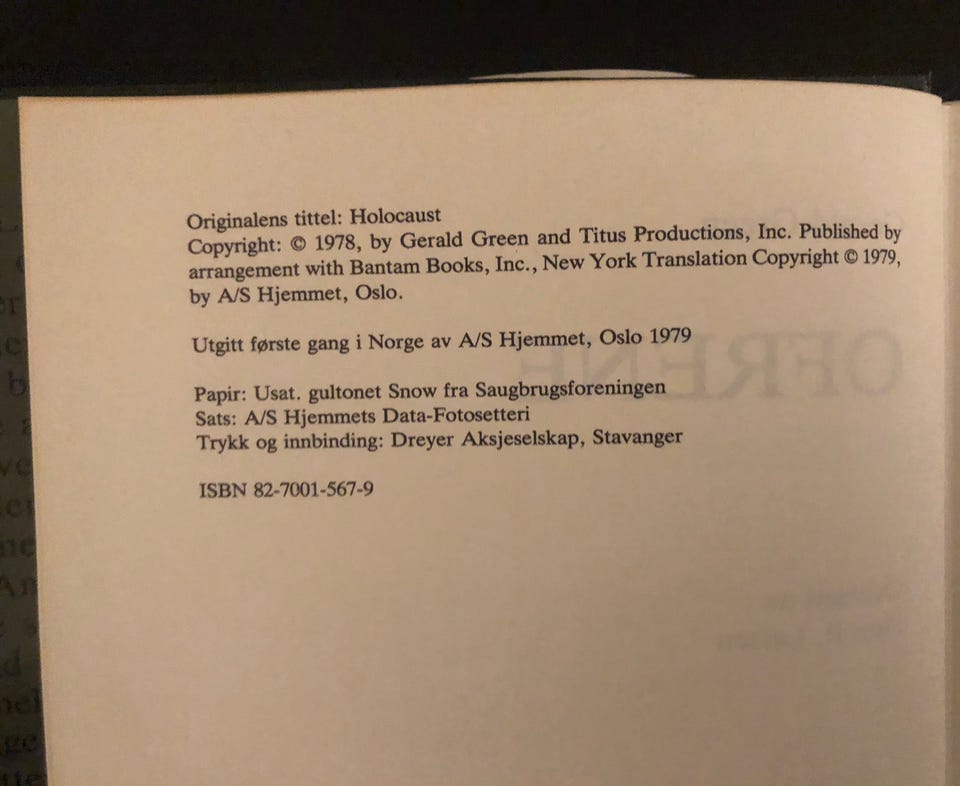 Originalens tittel: Holocaust
Copyright: © 1978, by Gerald Green and Titus Productions, Inc. Published by
arrangement with Bantam Books, Inc., New York Translation Copyright © 1979,
by A/S Hjemmet, Oslo.
Utgitt første gang i Norge av A/S Hjemmet, Oslo 1979
Papir: Usat. gultonet Snow fra Saugbrugsforeningen
Sats: A/S Hjemmets Data-Fotosetteri
Trykk og innbinding: Dreyer Aksjeselskap, Stavanger
ISBN 82-7001-567-9
OFRENE